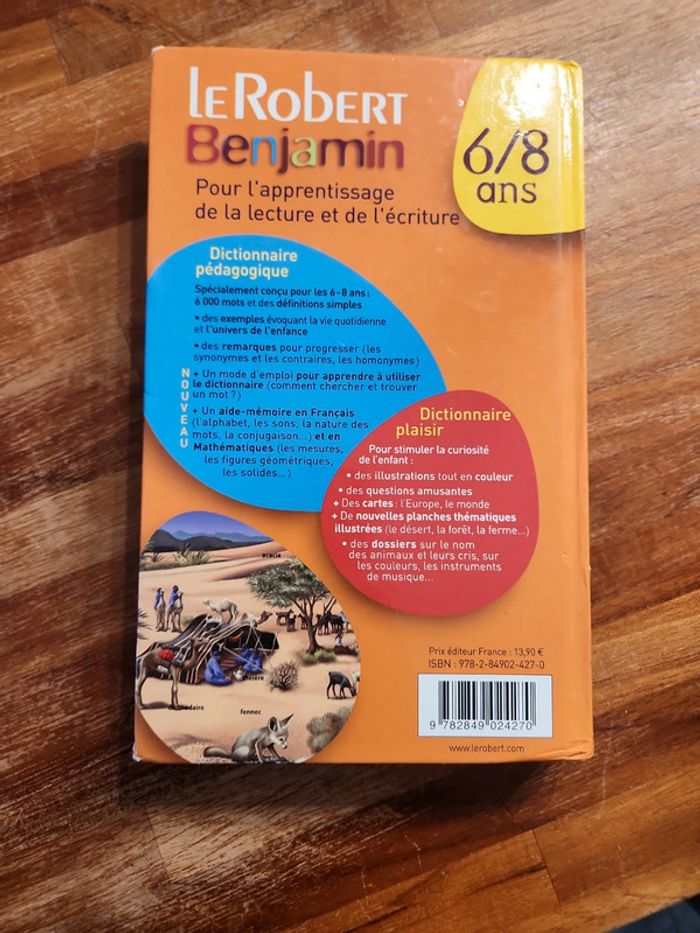 LE ROBERT
Benjamin
6/8
ans
Pour l'apprentissage
de la lecture et de l'écriture
Dictionnaire
pédagogique
Spécialement conçu pour les 6-8 ans :
6 000 mots et des définitions simples
• des exemples évoquant la vie quotidienne
et l'univers de l'enfance
• des remarques pour progresser (les
synonymes et les contraires, les homonymes)
NOUVEAU
+ Un mode d'emploi pour apprendre à utiliser
le dictionnaire (comment chercher et trouver
un mot ?)
+ Un aide-mémoire en Français
(l'alphabet, les sons, la nature des
mots, la conjugaison...) et en
Mathématiques (les mesures,
les figures géométriques,
les solides...)
Dictionnaire
plaisir
Pour stimuler la curiosité
de l'enfant :
• des illustrations tout en couleur
• des questions amusantes
+ Des cartes : l'Europe, le monde
+ De nouvelles planches thématiques
illustrées (le désert, la forêt, la ferme...)
• des dossiers sur le nom
des animaux et leurs cris, sur
les couleurs, les instruments
de musique...
acacia
fennec
Prix éditeur France : 13,90 €
ISBN : 978-2-84902-427-0
9 782849 024270
www.lerobert.com